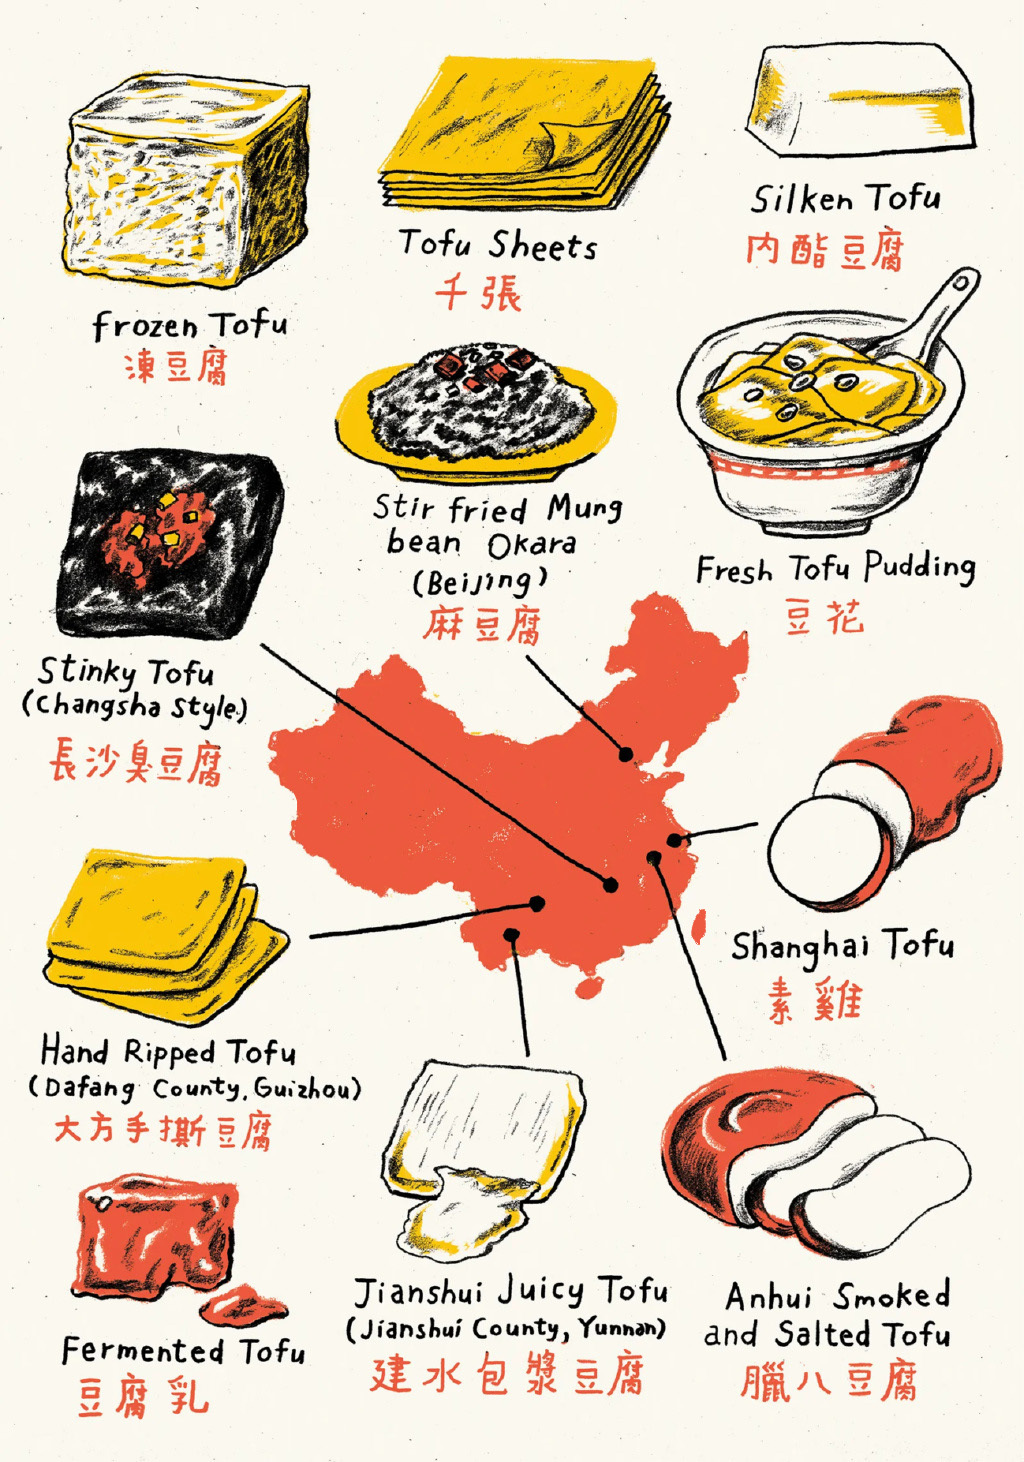 Frozen Tofu
凍豆腐
Tofu Sheets
千張
Silken Tofu
内酯豆腐
Stir fried Mung
bean Okara
(Beijing)
麻豆腐
Fresh Tofu Pudding
豆花
Stinky Tofu
(Changsha Style)
長沙臭豆腐
Shanghai Tofu
素雞
Hand Ripped Tofu
(Dafang County, Guizhou)
大方手撕豆腐
Jianshui Juicy Tofu
(Jianshui County, Yunnan)
建水包漿豆腐
Anhui Smoked
and Salted Tofu
臘八豆腐
Fermented Tofu
豆腐乳